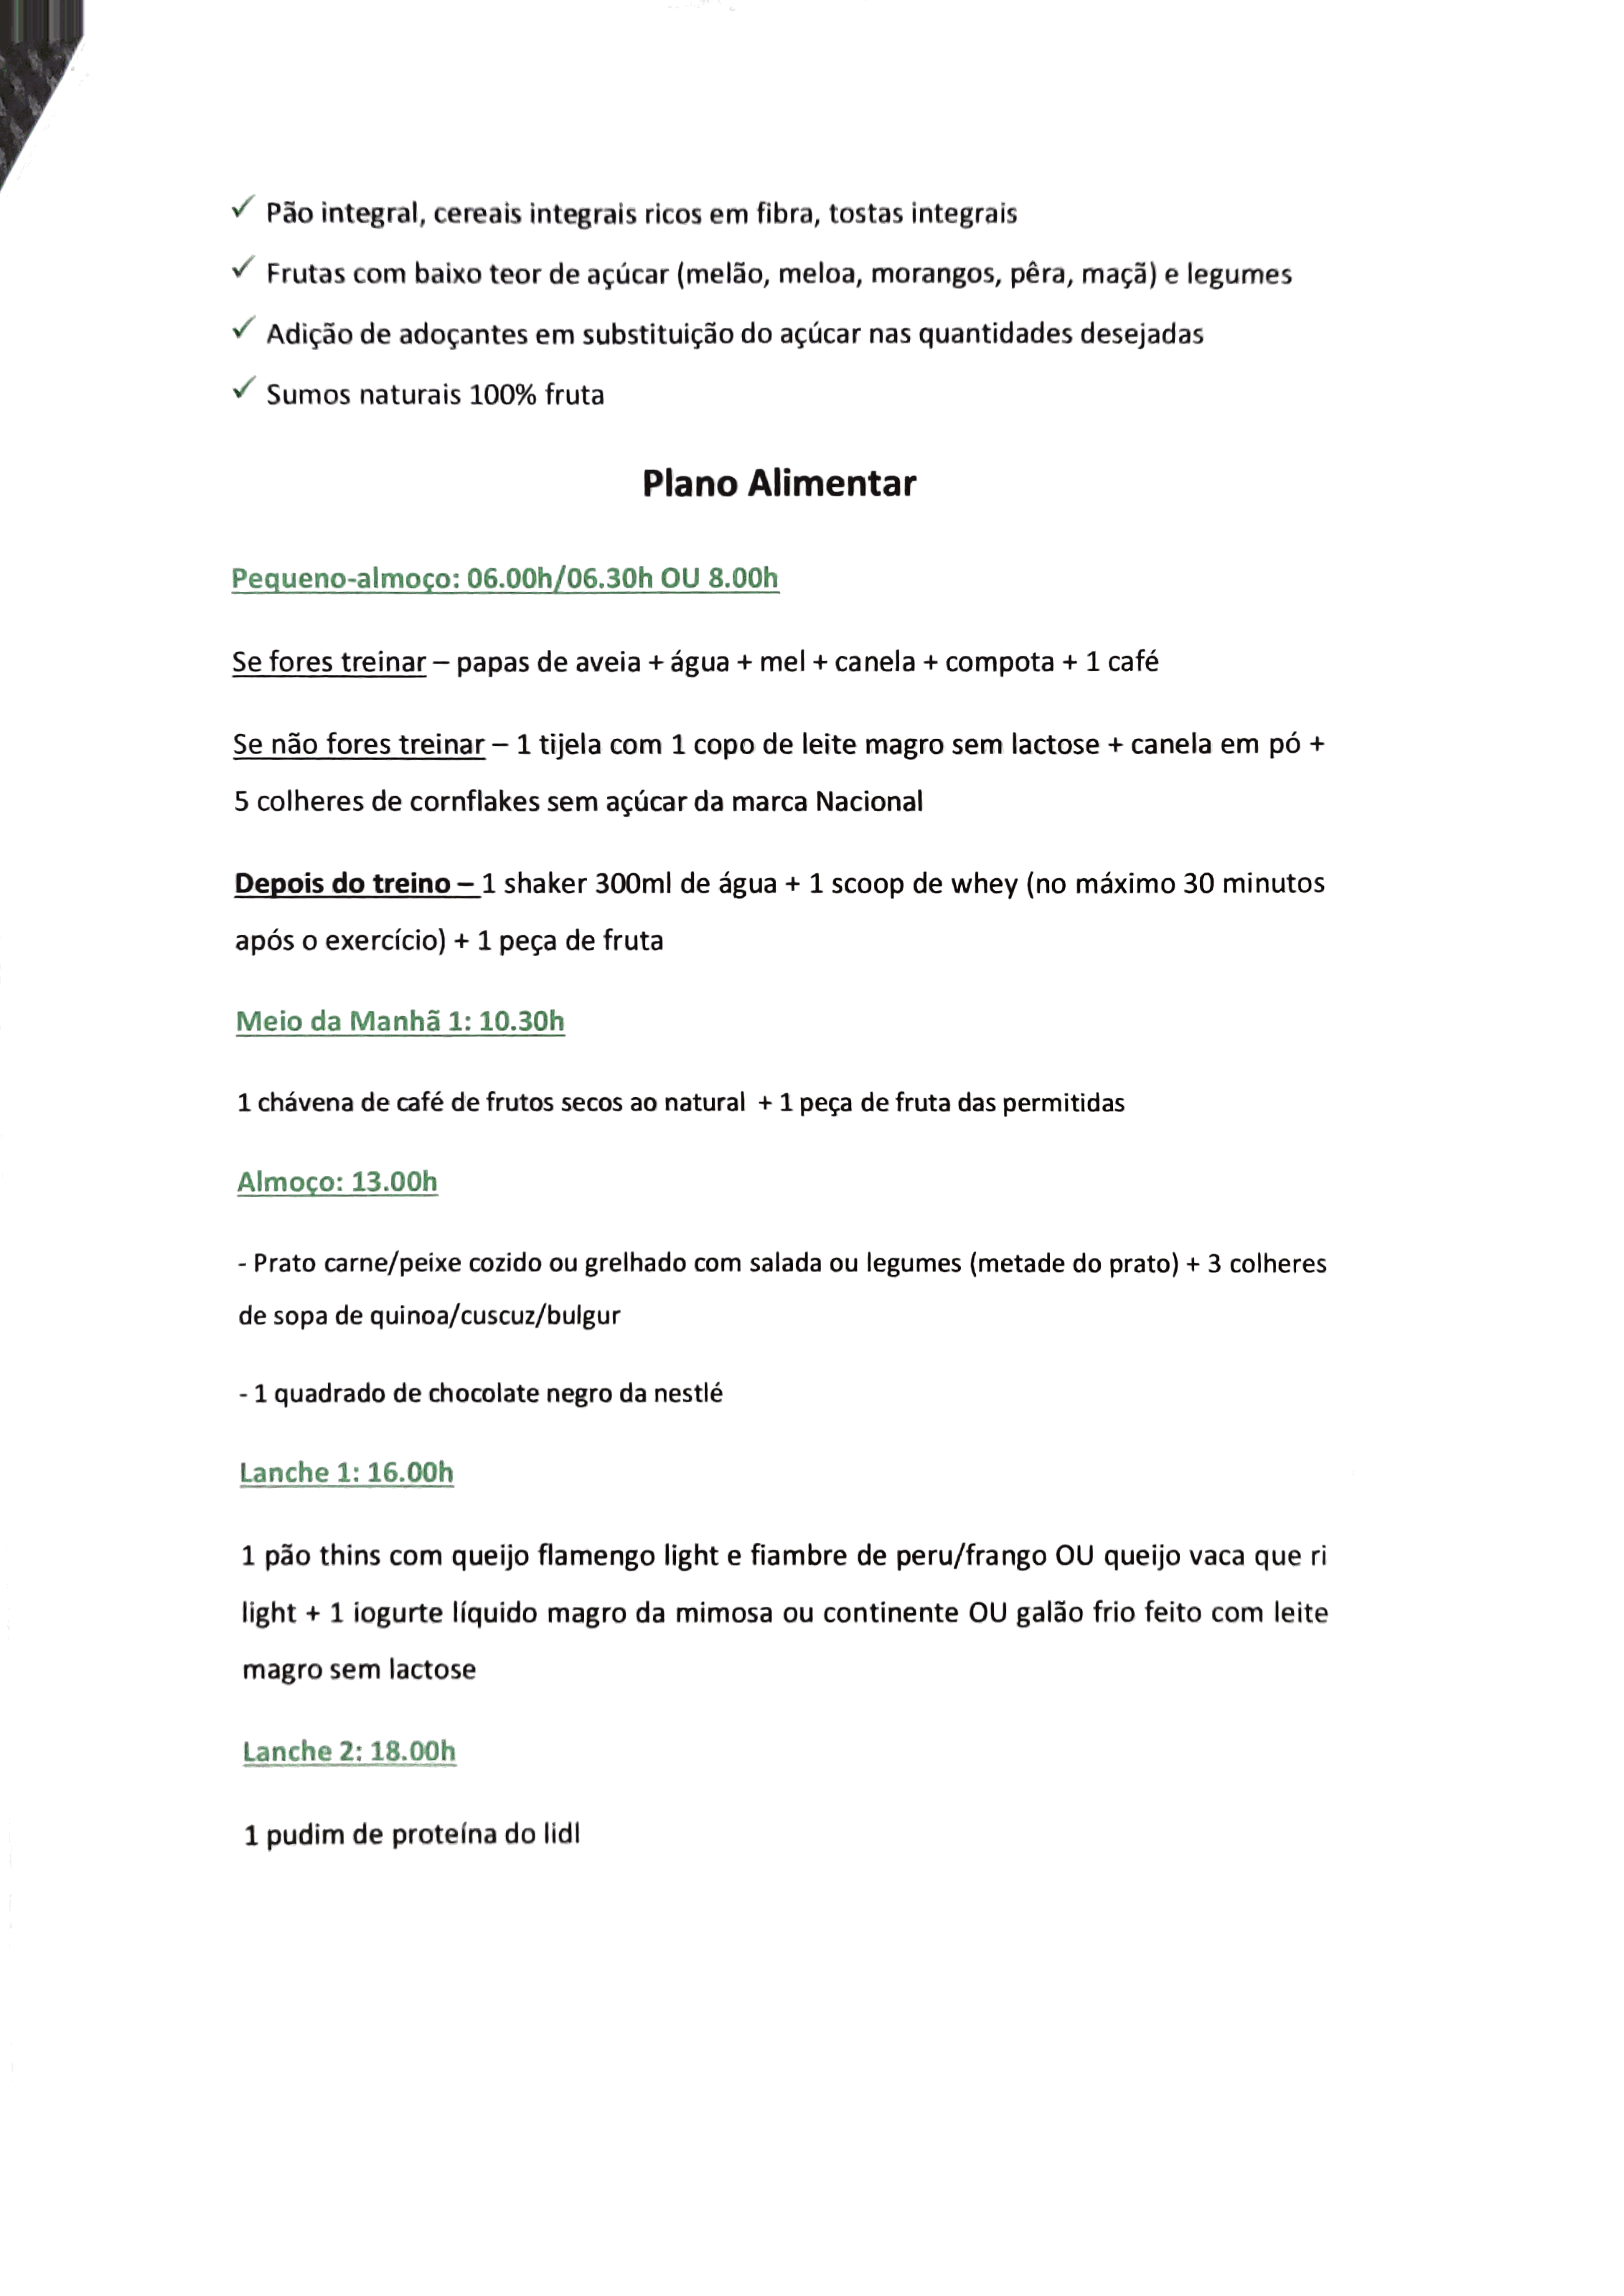 ✓ Pão integral, cereais integrais ricos em fibra, tostas integrais
✓ Frutas com baixo teor de açúcar (melão, meloa, morangos, pêra, maçã) e legumes
✓ Adição de adoçantes em substituição do açúcar nas quantidades desejadas
✓ Sumos naturais 100% fruta
Plano Alimentar
Pequeno-almoço: 06.00h/06.30h OU 8.00h
Se fores treinar – papas de aveia + água + mel + canela + compota + 1 café
Se não fores treinar – 1 tijela com 1 copo de leite magro sem lactose + canela em pó +
5 colheres de cornflakes sem açúcar da marca Nacional
Depois do treino – 1 shaker 300ml de água + 1 scoop de whey (no máximo 30 minutos
após o exercício) + 1 peça de fruta
Meio da Manhã 1: 10.30h
1 chávena de café de frutos secos ao natural + 1 peça de fruta das permitidas
Almoço: 13.00h
- Prato carne/peixe cozido ou grelhado com salada ou legumes (metade do prato) + 3 colheres
de sopa de quinoa/cuscuz/bulgur
- 1 quadrado de chocolate negro da nestlé
Lanche 1: 16.00h
1 pão thins com queijo flamengo light e fiambre de peru/frango OU queijo vaca que ri
light + 1 iogurte líquido magro da mimosa ou continente OU galão frio feito com leite
magro sem lactose
Lanche 2: 18.00h
1 pudim de proteína do lidl